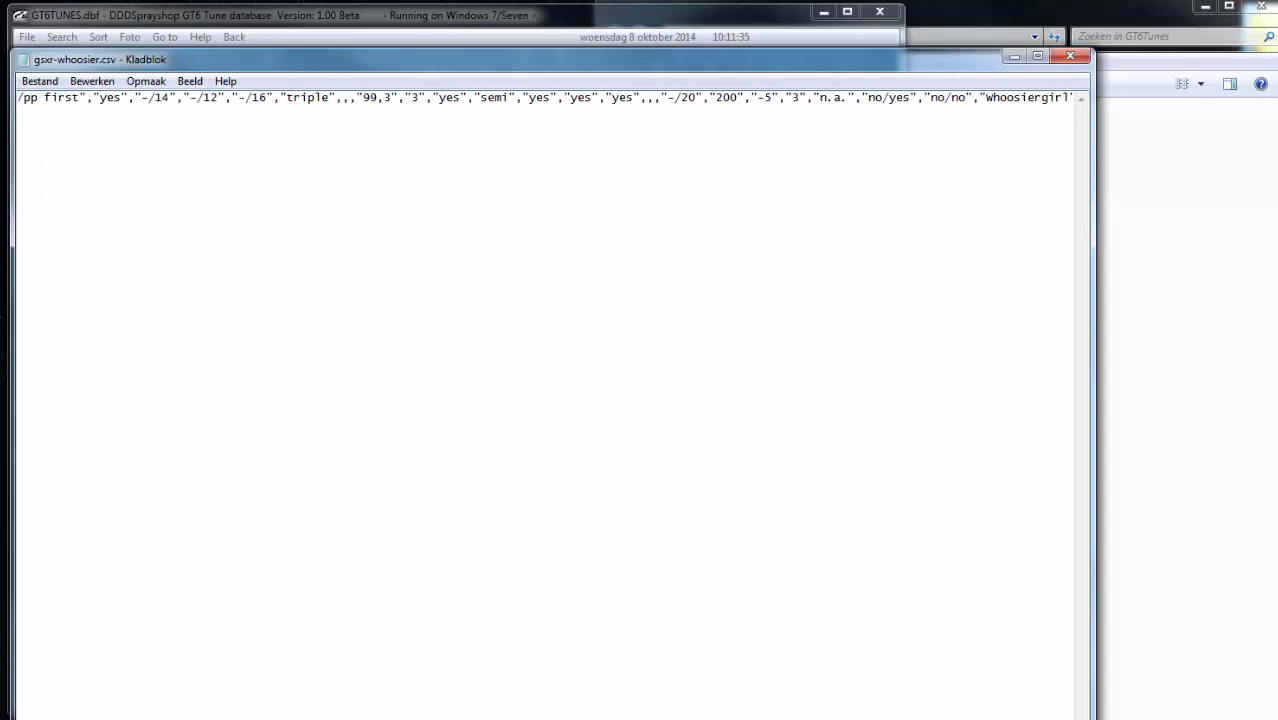 GT6TUNES.dbf - DDDSprayshop GT6 Tune database Version: 1.00 Beta - Running on Windows 7/Seven -
File Search Sort Foto Go to Help Back woensdag 8 oktober 2014 10:11:35
Zoeken in GT6Tunes
gsxr-whoosier.csv - Kladblok
Bestand Bewerken Opmaak Beeld Help
/pp first","yes","-/14","-/12","-/16","triple",,,"99,3","3","yes","semi","yes","yes","yes",,,"-/20","200","-5","3","n.a.","no/yes","no/no","whoosiergirl"